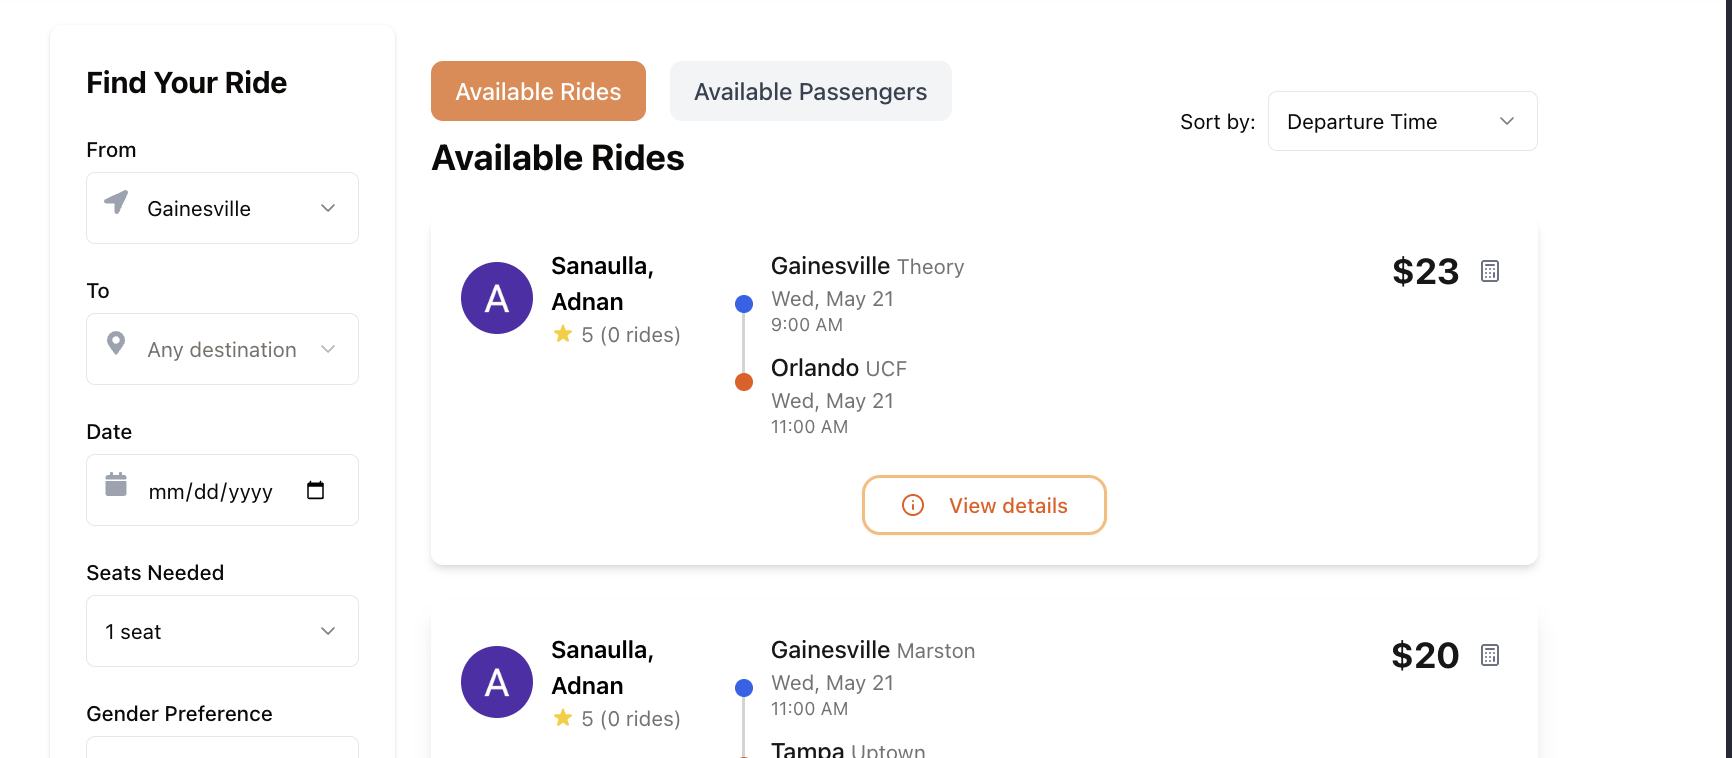 Find Your Ride
From
Gainesville
To
Any destination
Date
mm/dd/yyyy
Seats Needed
1 seat
Gender Preference
Available Rides
Available Passengers
Sort by:
Departure Time
Available Rides
A
Sanaulla,
Adnan
5 (0 rides)
Gainesville Theory
Wed, May 21
9:00 AM
Orlando UCF
Wed, May 21
11:00 AM
$23
View details
A
Sanaulla,
Adnan
5 (0 rides)
Gainesville Marston
Wed, May 21
11:00 AM
Tampa Uptown
$20